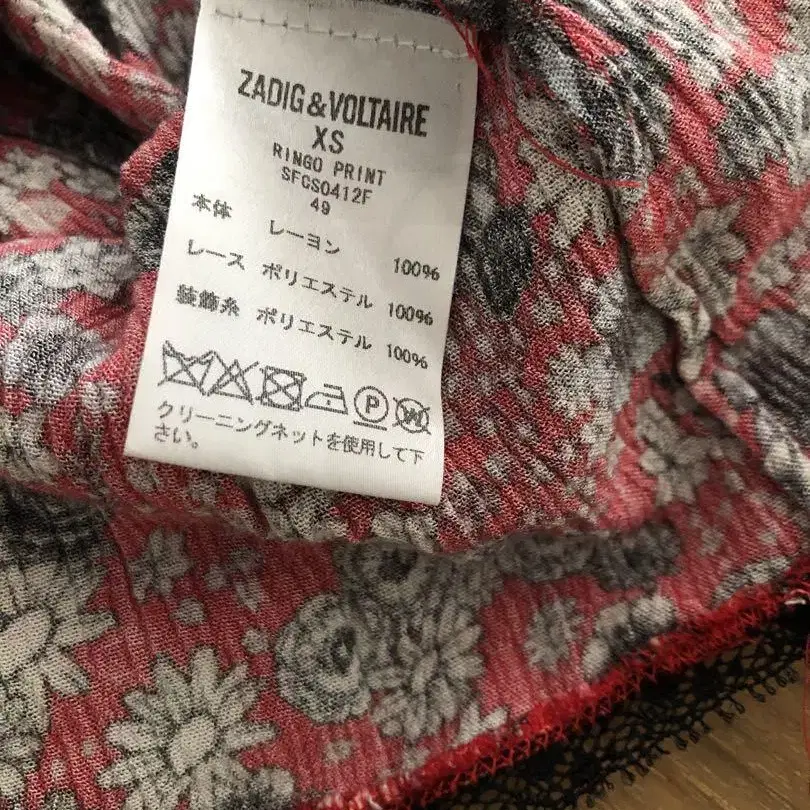 ZADIG&VOLTAIRE
XS
RINGO PRINT
SFCS0412F
49
本体 レーヨン 100%
レース ポリエステル 100%
装飾糸 ポリエステル 100%
P W
クリーニングネットを使用して下
さい。